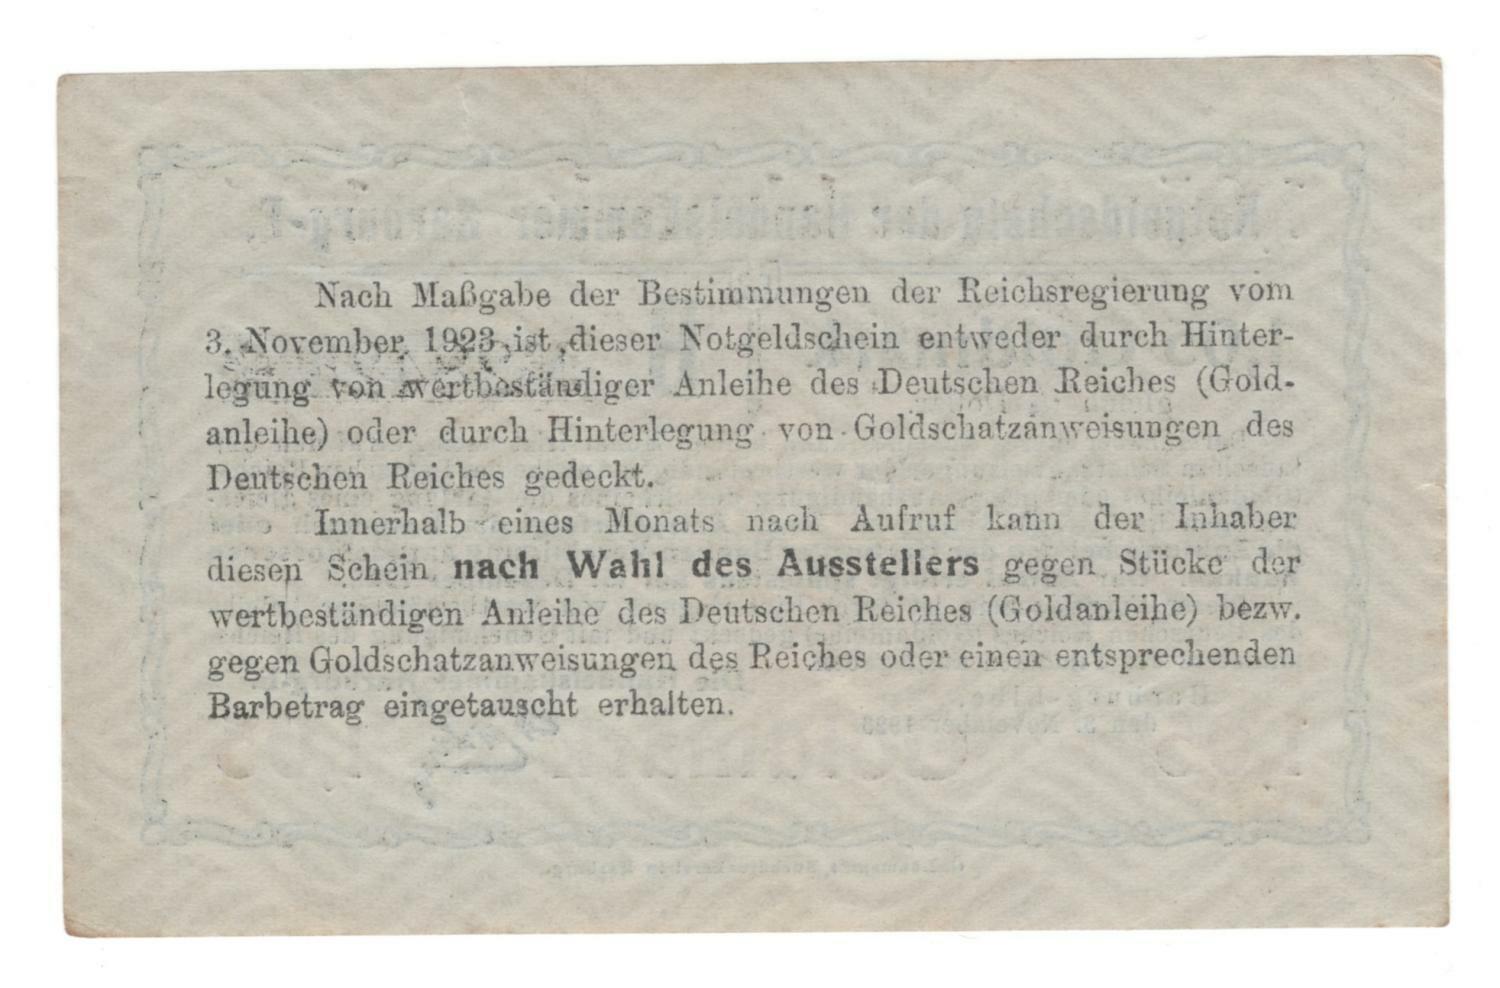 Nach Maßgabe der Bestimmungen der Reichsregierung vom
3. November 1923 ist dieser Notgeldschein entweder durch Hinter-
legung von wertbeständiger Anleihe des Deutschen Reiches (Gold-
anleihe) oder durch Hinterlegung von Goldschatzanweisungen des
Deutschen Reiches gedeckt.
Innerhalb eines Monats nach Aufruf kann der Inhaber
diesen Schein nach Wahl des Ausstellers gegen Stücke der
wertbeständigen Anleihe des Deutschen Reiches (Goldanleihe) bezw.
gegen Goldschatzanweisungen des Reiches oder einen entsprechenden
Barbetrag eingetauscht erhalten.